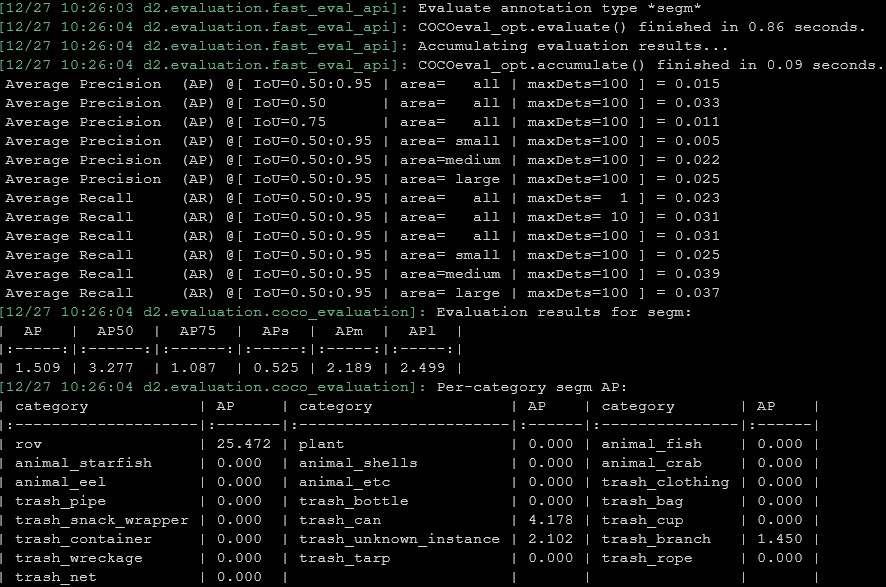 [12/27 10:26:03 d2.evaluation.fast_eval_api]: Evaluate annotation type *segm*
[12/27 10:26:04 d2.evaluation.fast_eval_api]: COCOeval_opt.evaluate() finished in 0.86 seconds.
[12/27 10:26:04 d2.evaluation.fast_eval_api]: Accumulating evaluation results...
[12/27 10:26:04 d2.evaluation.fast_eval_api]: COCOeval_opt.accumulate() finished in 0.09 seconds.
Average Precision  (AP) @[ IoU=0.50:0.95 | area=   all | maxDets=100 ] = 0.015
Average Precision  (AP) @[ IoU=0.50      | area=   all | maxDets=100 ] = 0.033
Average Precision  (AP) @[ IoU=0.75      | area=   all | maxDets=100 ] = 0.011
Average Precision  (AP) @[ IoU=0.50:0.95 | area= small | maxDets=100 ] = 0.005
Average Precision  (AP) @[ IoU=0.50:0.95 | area=medium | maxDets=100 ] = 0.022
Average Precision  (AP) @[ IoU=0.50:0.95 | area= large | maxDets=100 ] = 0.025
Average Recall     (AR) @[ IoU=0.50:0.95 | area=   all | maxDets=  1 ] = 0.023
Average Recall     (AR) @[ IoU=0.50:0.95 | area=   all | maxDets= 10 ] = 0.031
Average Recall     (AR) @[ IoU=0.50:0.95 | area=   all | maxDets=100 ] = 0.031
Average Recall     (AR) @[ IoU=0.50:0.95 | area= small | maxDets=100 ] = 0.025
Average Recall     (AR) @[ IoU=0.50:0.95 | area=medium | maxDets=100 ] = 0.039
Average Recall     (AR) @[ IoU=0.50:0.95 | area= large | maxDets=100 ] = 0.037
[12/27 10:26:04 d2.evaluation.coco_evaluation]: Evaluation results for segm:
|  AP   |  AP50  |  AP75  |  APs  |  APm  |  APl  |
|:-----:|:------:|:------:|:-----:|:-----:|:-----:|
| 1.509 | 3.277  | 1.087  | 0.525 | 2.189 | 2.499 |
[12/27 10:26:04 d2.evaluation.coco_evaluation]: Per-category segm AP:
| category            | AP     | category               | AP    | category       | AP    |
|:--------------------|:-------|:-----------------------|:------|:---------------|:------|
| rov                 | 25.472 | plant                  | 0.000 | animal_fish    | 0.000 |
| animal_starfish     | 0.000  | animal_shells          | 0.000 | animal_crab    | 0.000 |
| animal_eel          | 0.000  | animal_etc             | 0.000 | trash_clothing | 0.000 |
| trash_pipe          | 0.000  | trash_bottle           | 0.000 | trash_bag      | 0.000 |
| trash_snack_wrapper | 0.000  | trash_can              | 4.178 | trash_cup      | 0.000 |
| trash_container     | 0.000  | trash_unknown_instance | 2.102 | trash_branch   | 1.450 |
| trash_wreckage      | 0.000  | trash_tarp             | 0.000 | trash_rope     | 0.000 |
| trash_net           | 0.000  |                        |       |                |       |